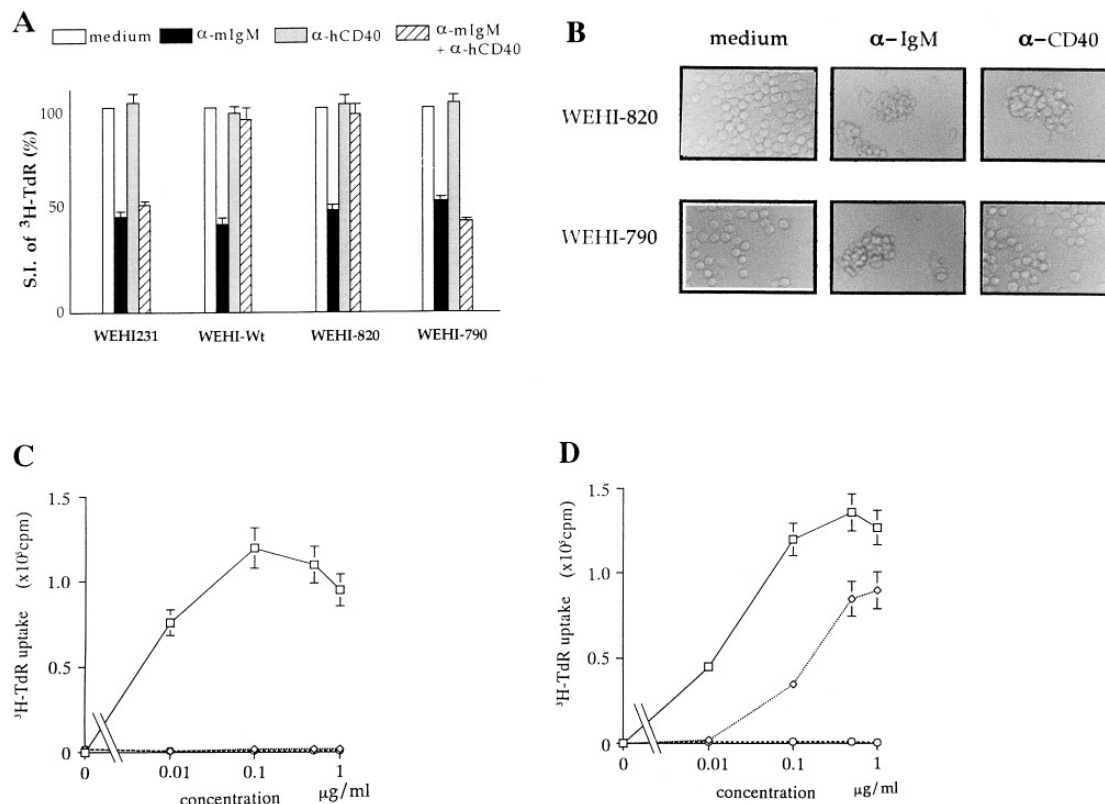 A
medium α-mIgM α-hCD40 α-mIgM + α-hCD40
S.I. of ³H-TdR (%)
100
50
0
WEHI231 WEHI-Wt WEHI-820 WEHI-790
B
medium α-IgM α-CD40
WEHI-820
WEHI-790
C
³H-TdR uptake (x10⁵cpm)
1.5
1.0
0.5
0
0 0.01 0.1 1
concentration μg/ml
D
³H-TdR uptake (x10⁵cpm)
1.5
1.0
0.5
0
0 0.01 0.1 1
concentration μg/ml